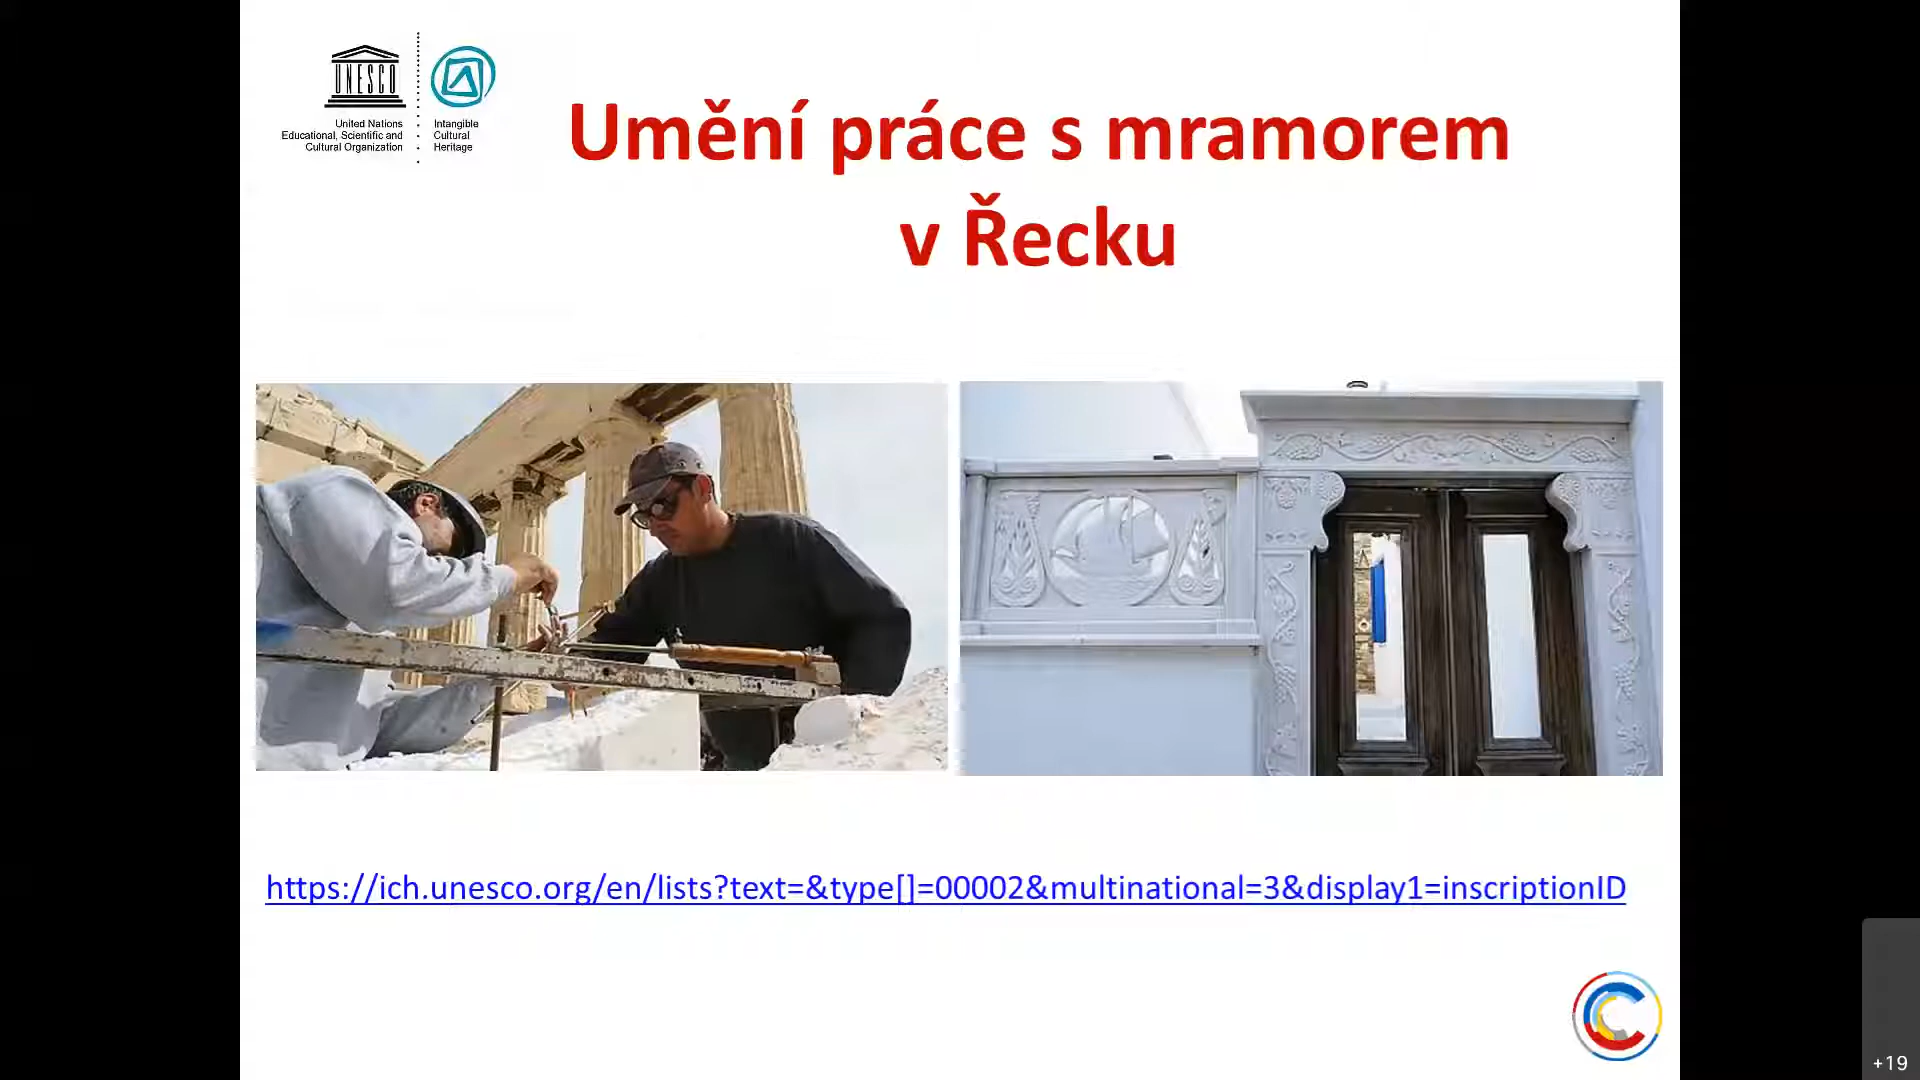 UNESCO
United Nations
Educational, Scientific and
Cultural Organization
Intangible
Cultural
Heritage
Umění práce s mramorem
v Řecku
https://ich.unesco.org/en/lists?text=&type[]=00002&multinational=3&display1=inscriptionID
+19